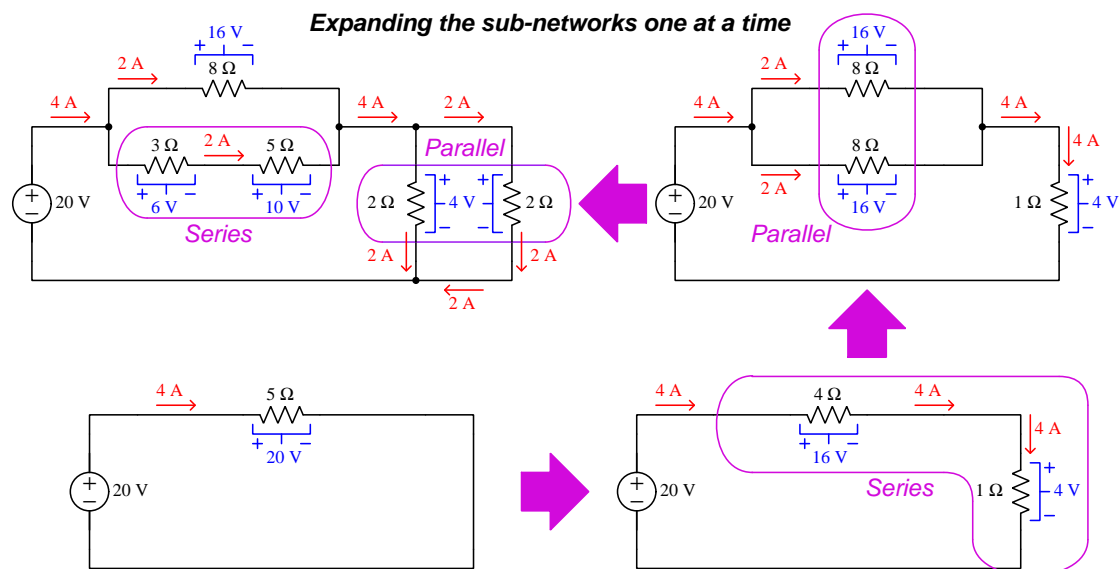 Expanding the sub-networks one at a time
16 V
+ −
2 A
8 Ω
4 A
4 A
2 A
3 Ω
2 A
5 Ω
+ −
6 V
+ −
10 V
Series
Parallel
+
−
20 V
2 Ω
+
4 V
−
+
−
2 Ω
2 A
2 A
2 A
16 V
+ −
2 A
8 Ω
4 A
4 A
4 A
8 Ω
2 A
+ −
16 V
Parallel
+
−
20 V
1 Ω
+
4 V
−
4 A
5 Ω
+ −
20 V
+
−
20 V
4 A
4 Ω
4 A
+ −
16 V
4 A
Series
+
−
20 V
1 Ω
+
4 V
−